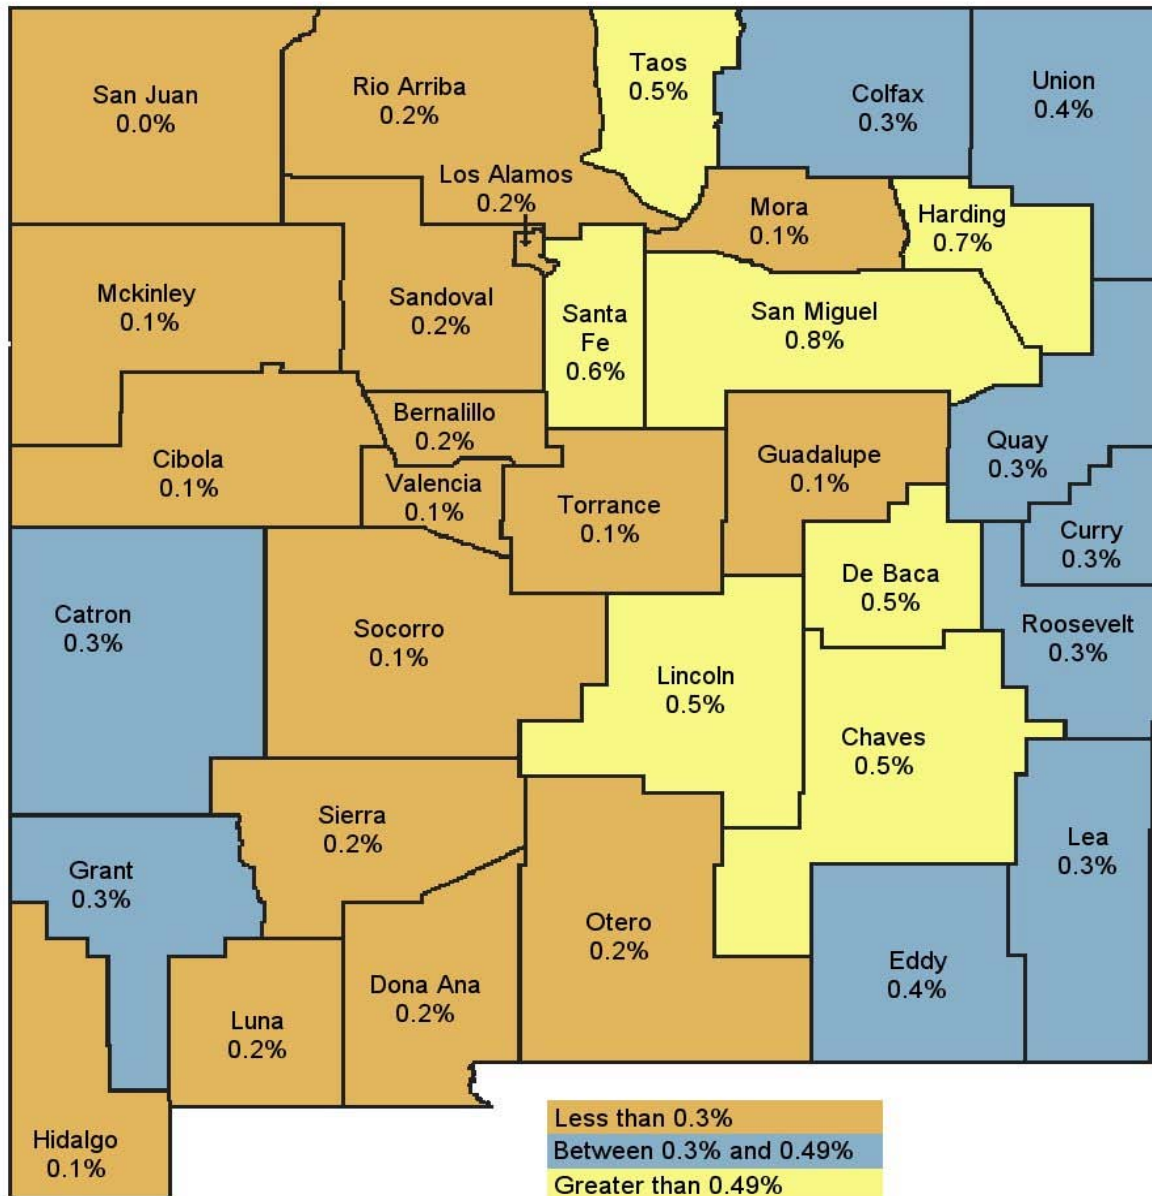 San Juan
0.0%
Rio Arriba
0.2%
Taos
0.5%
Colfax
0.3%
Union
0.4%
Los Alamos
0.2%
Mora
0.1%
Harding
0.7%
Mckinley
0.1%
Sandoval
0.2%
Santa
Fe
0.6%
San Miguel
0.8%
Bernalillo
0.2%
Cibola
0.1%
Valencia
0.1%
Torrance
0.1%
Guadalupe
0.1%
Quay
0.3%
Curry
0.3%
De Baca
0.5%
Roosevelt
0.3%
Catron
0.3%
Socorro
0.1%
Lincoln
0.5%
Chaves
0.5%
Sierra
0.2%
Lea
0.3%
Grant
0.3%
Otero
0.2%
Eddy
0.4%
Dona Ana
0.2%
Luna
0.2%
Hidalgo
0.1%
Less than 0.3%
Between 0.3% and 0.49%
Greater than 0.49%